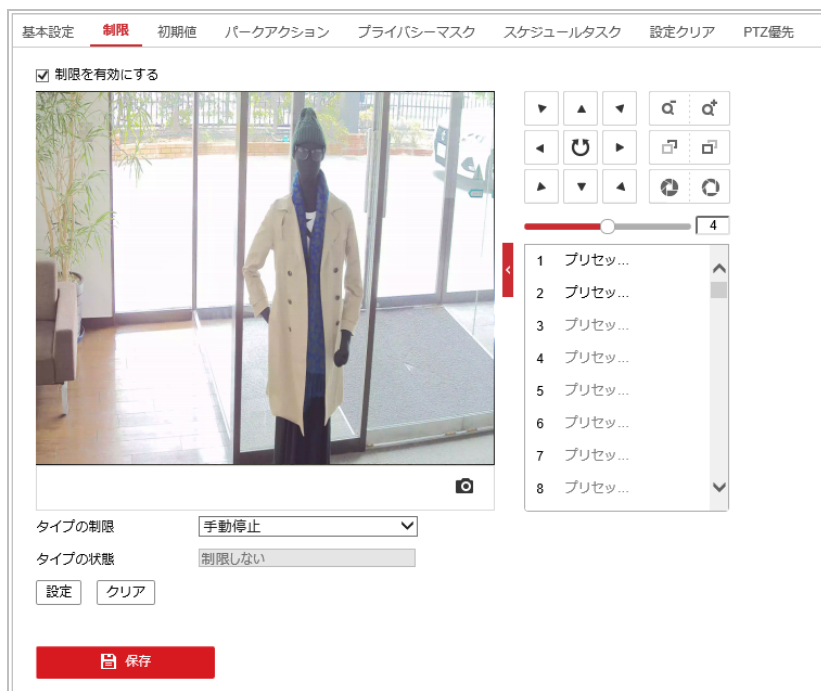 基本設定 制限 初期値 パークアクション プライバシーマスク スケジュールタスク 設定クリア PTZ優先
制限を有効にする
4
1 プリセッ...
2 プリセッ...
3 プリセッ...
4 プリセッ...
5 プリセッ...
6 プリセッ...
7 プリセッ...
8 プリセッ...
タイプの制限 手動停止
タイプの状態 制限しない
設定 クリア
保存